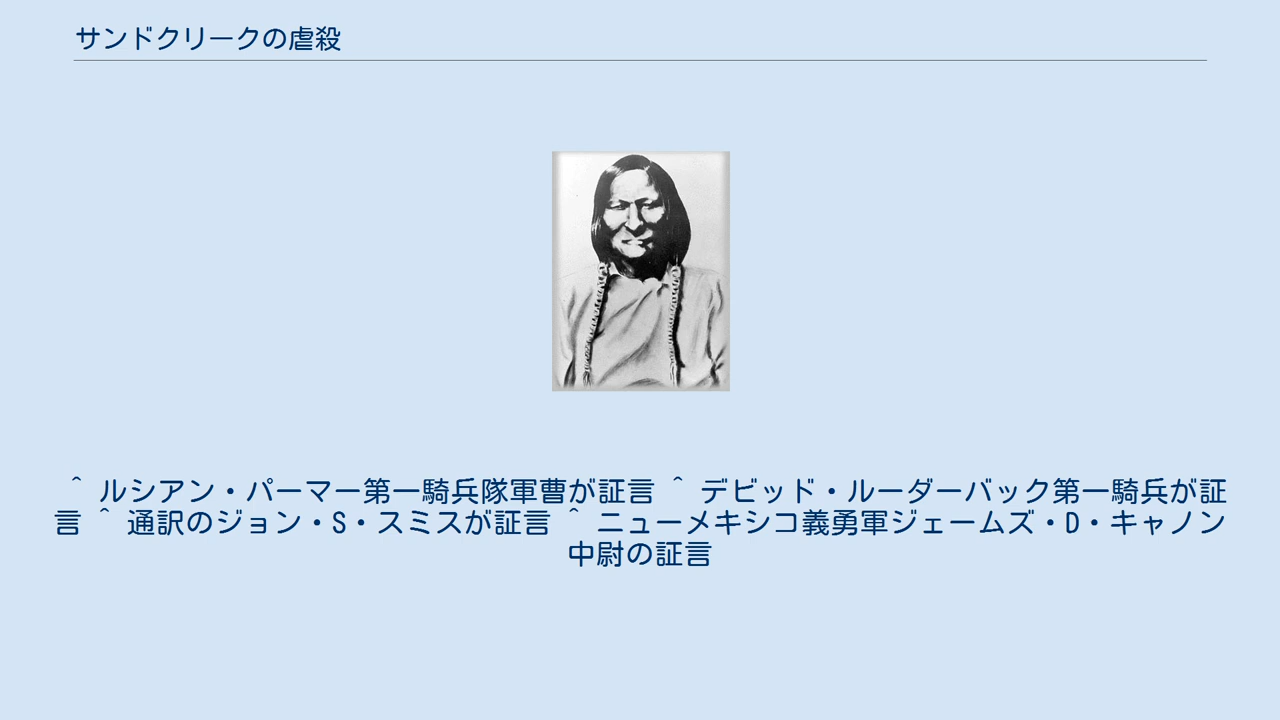 サンドクリークの虐殺
^ ルシアン・パーマー第一騎兵隊軍曹が証言 ^ デビッド・ルーダーバック第一騎兵が証
言 ^ 通訳のジョン・S・スミスが証言 ^ ニューメキシコ義勇軍ジェームズ・D・キャノン
中尉の証言